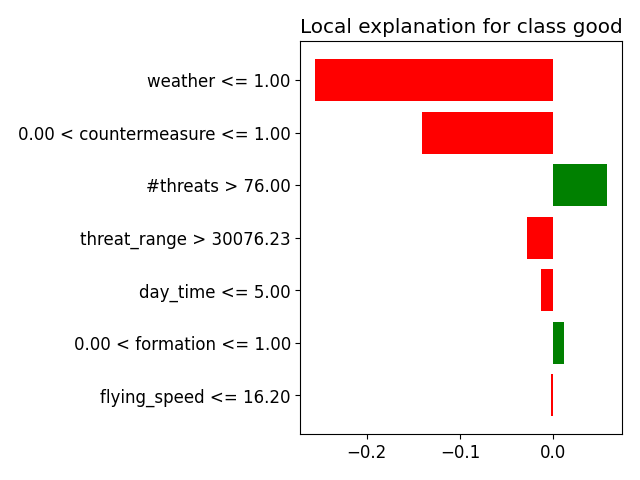 Local explanation for class good
weather <= 1.00
0.00 < countermeasure <= 1.00
#threats > 76.00
threat_range > 30076.23
day_time <= 5.00
0.00 < formation <= 1.00
flying_speed <= 16.20
−0.2 −0.1 0.0